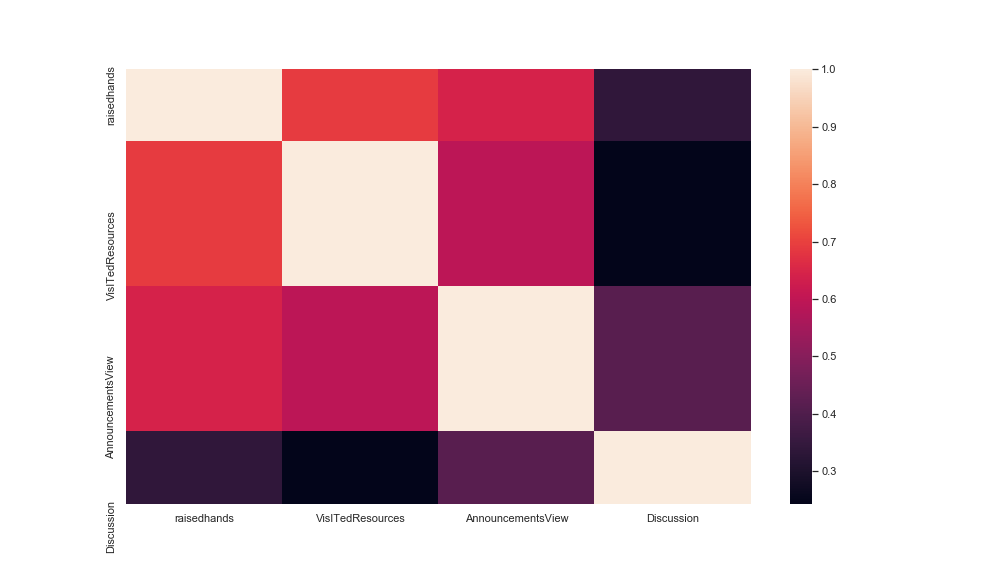 raisedhands
VisITedResources
AnnouncementsView
Discussion
raisedhands
VisITedResources
AnnouncementsView
Discussion
1.0
0.9
0.8
0.7
0.6
0.5
0.4
0.3